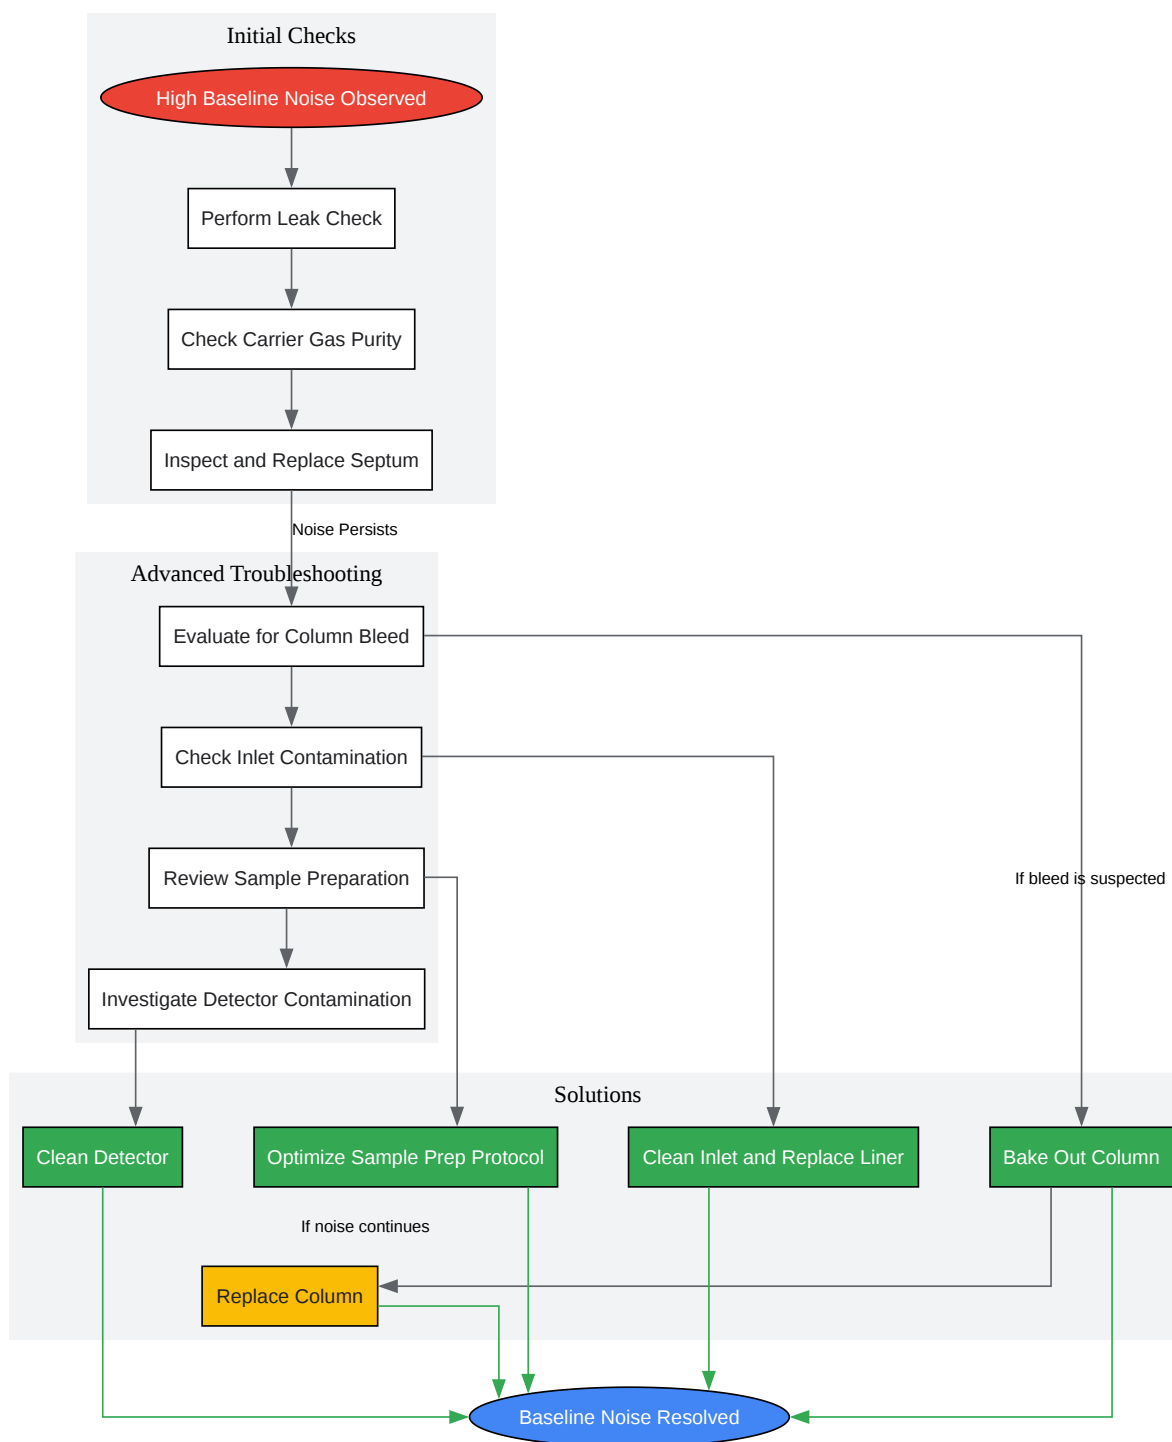 Initial Checks
High Baseline Noise Observed
Perform Leak Check
Check Carrier Gas Purity
Inspect and Replace Septum
Noise Persists
Advanced Troubleshooting
Evaluate for Column Bleed
Check Inlet Contamination
Review Sample Preparation
If bleed is suspected
Investigate Detector Contamination
Solutions
Clean Detector
Optimize Sample Prep Protocol
Clean Inlet and Replace Liner
Bake Out Column
If noise continues
Replace Column
Baseline Noise Resolved